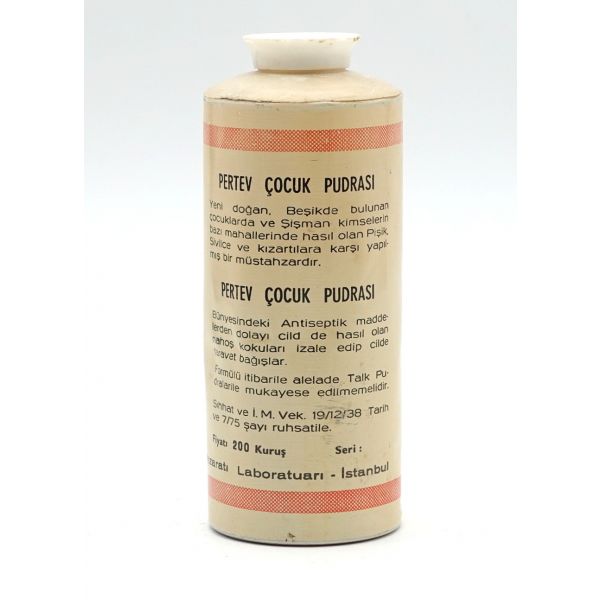 PERTEV ÇOCUK PUDRASI
Yeni doğan, Beşikde bulunan
çocuklarda ve Şişman kimselerin
bazı mahallerinde hasıl olan Pişik,
Sivilce ve kızartılara karşı yapıl-
mış bir müstahzardır.
PERTEV ÇOCUK PUDRASI
Bünyesindeki Antiseptik madde-
lerden dolayı cild de hasıl olan
nahoş kokuları izale edip cilde
taravet bağışlar.
Formülü itibarile alelade Talk Pu-
dralarile mukayese edilmemelidir.
Sıhhat ve İ. M. Vek. 19/12/38 Tarih
ve 7/75 sayı ruhsatile.
Fiyatı 200 Kuruş Seri :
zaratı Laboratuarı - İstanbul